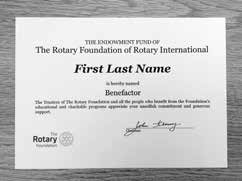 THE ENDOWMENT FUND OF
The Rotary Foundation of Rotary International
First Last Name
is hereby named
Benefactor
The Trustees of The Rotary Foundation and all the people who benefit from the Foundation's
educational and charitable programs appreciate your unselfish commitment and generous
support.
The
Rotary
Foundation